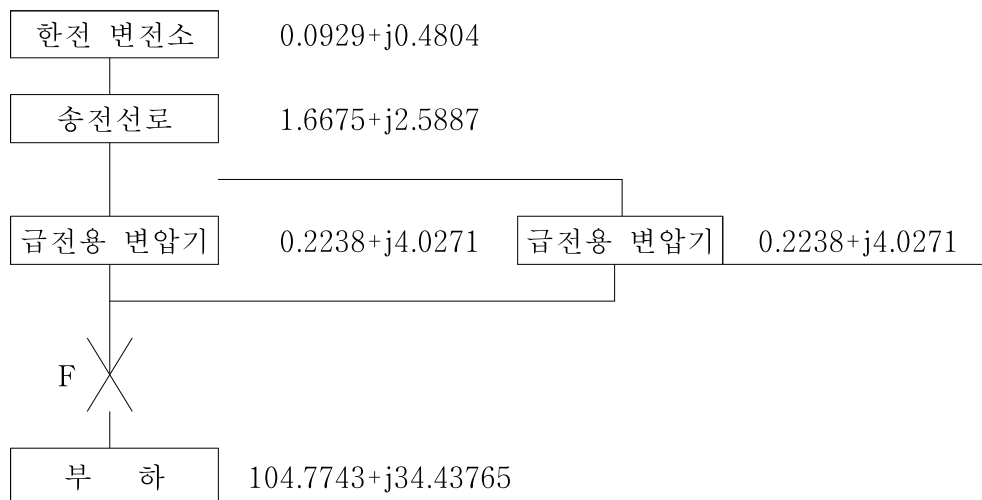 한전 변전소 0.0929+j0.4804
송전선로 1.6675+j2.5887
급전용 변압기 0.2238+j4.0271 급전용 변압기 0.2238+j4.0271
F
부 하 104.7743+j34.43765